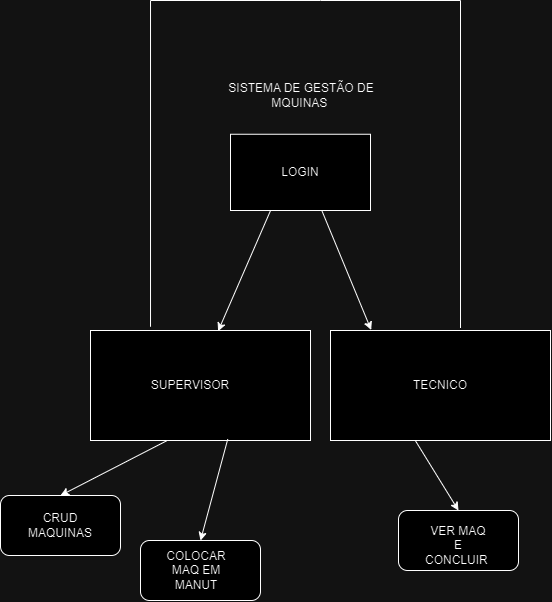 SISTEMA DE GESTÃO DE
MQUINAS
LOGIN
SUPERVISOR
TECNICO
CRUD
MAQUINAS
COLOCAR
MAQ EM
MANUT
VER MAQ
E
CONCLUIR